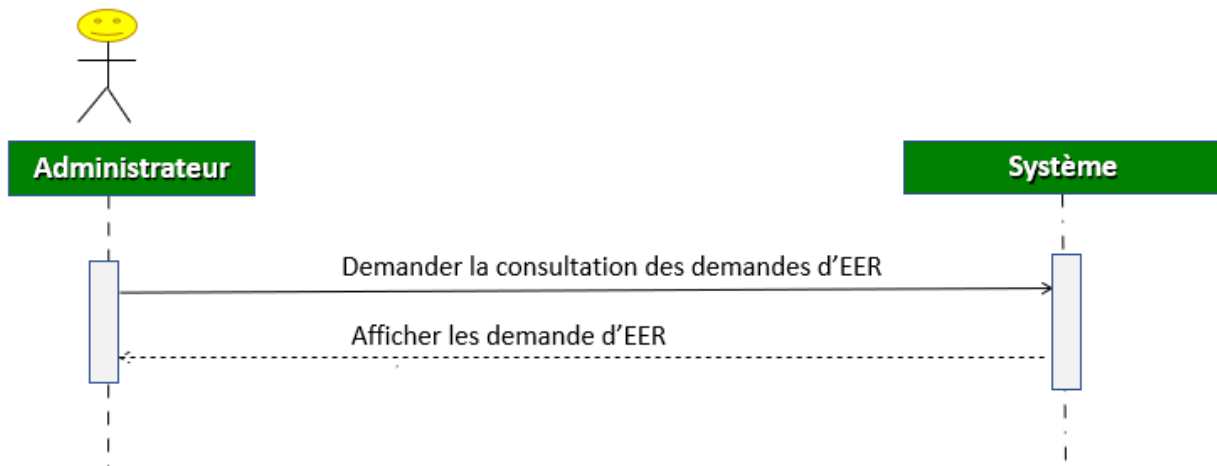 Administrateur
Système
Demander la consultation des demandes d’EER
Afficher les demande d’EER